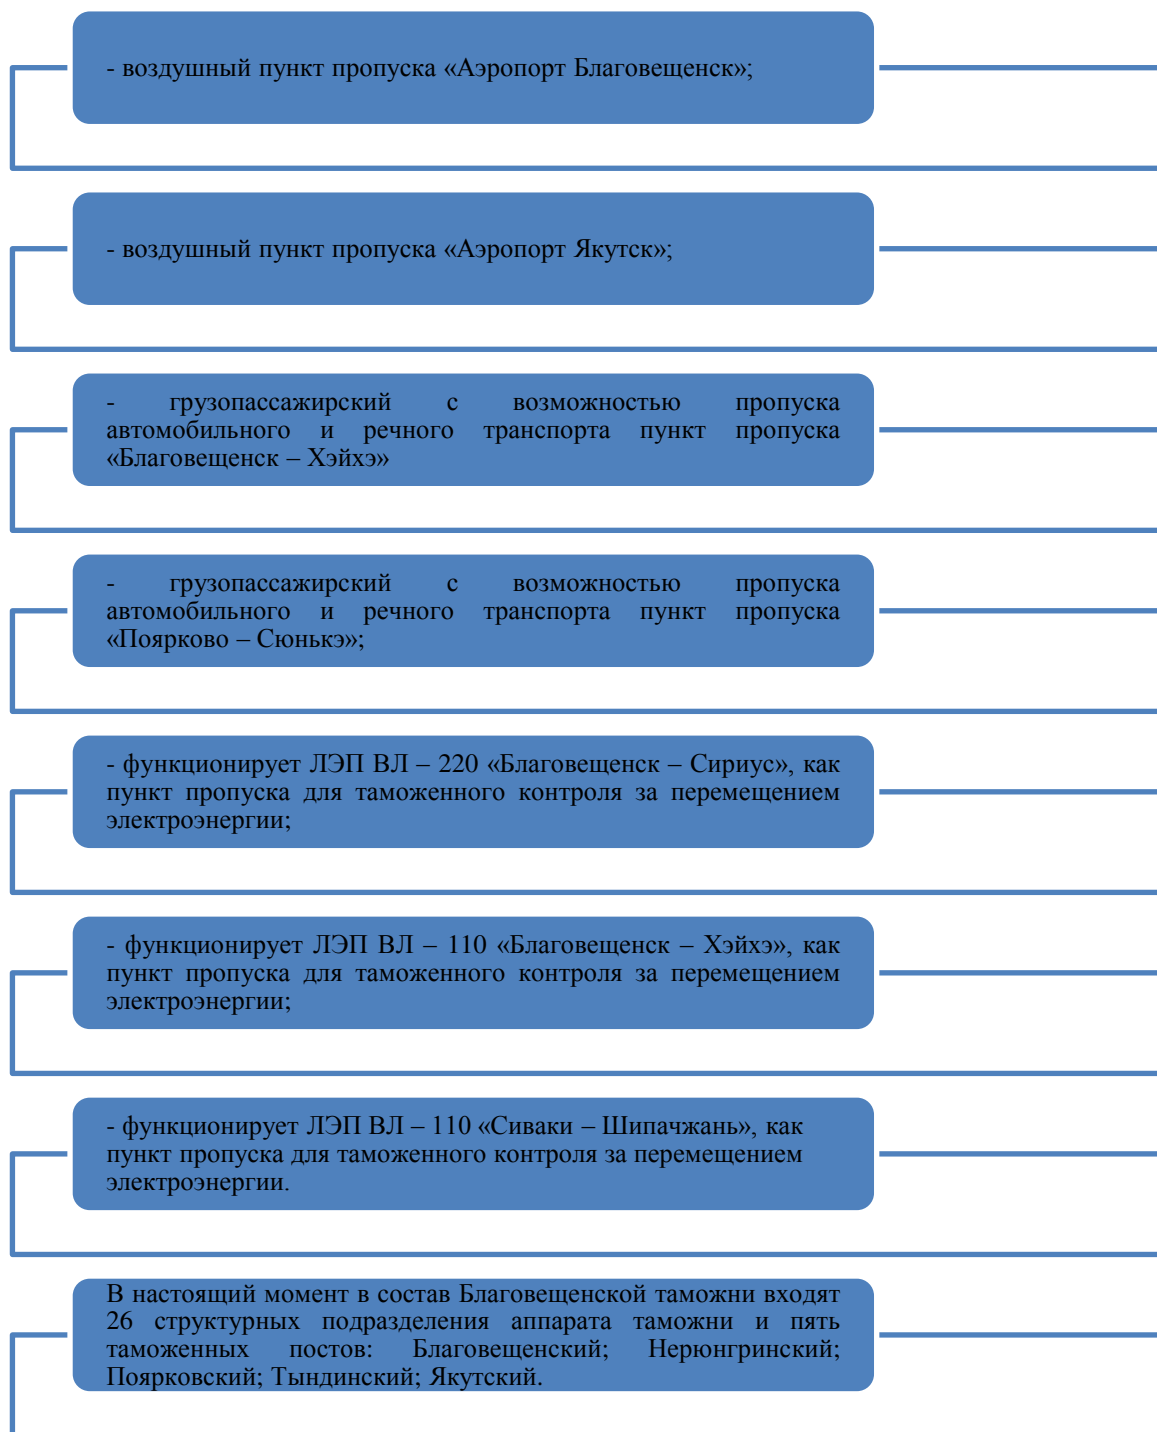 - воздушный пункт пропуска «Аэропорт Благовещенск»;
- воздушный пункт пропуска «Аэропорт Якутск»;
- грузопассажирский с возможностью пропуска
автомобильного и речного транспорта пункт пропуска
«Благовещенск – Хэйхэ»
- грузопассажирский с возможностью пропуска
автомобильного и речного транспорта пункт пропуска
«Поярково – Сюнькэ»;
- функционирует ЛЭП ВЛ – 220 «Благовещенск – Сириус», как
пункт пропуска для таможенного контроля за перемещением
электроэнергии;
- функционирует ЛЭП ВЛ – 110 «Благовещенск – Хэйхэ», как
пункт пропуска для таможенного контроля за перемещением
электроэнергии;
- функционирует ЛЭП ВЛ – 110 «Сиваки – Шипачжань», как
пункт пропуска для таможенного контроля за перемещением
электроэнергии.
В настоящий момент в состав Благовещенской таможни входят
26 структурных подразделения аппарата таможни и пять
таможенных постов: Благовещенский; Нерюнгринский;
Поярковский; Тындинский; Якутский.